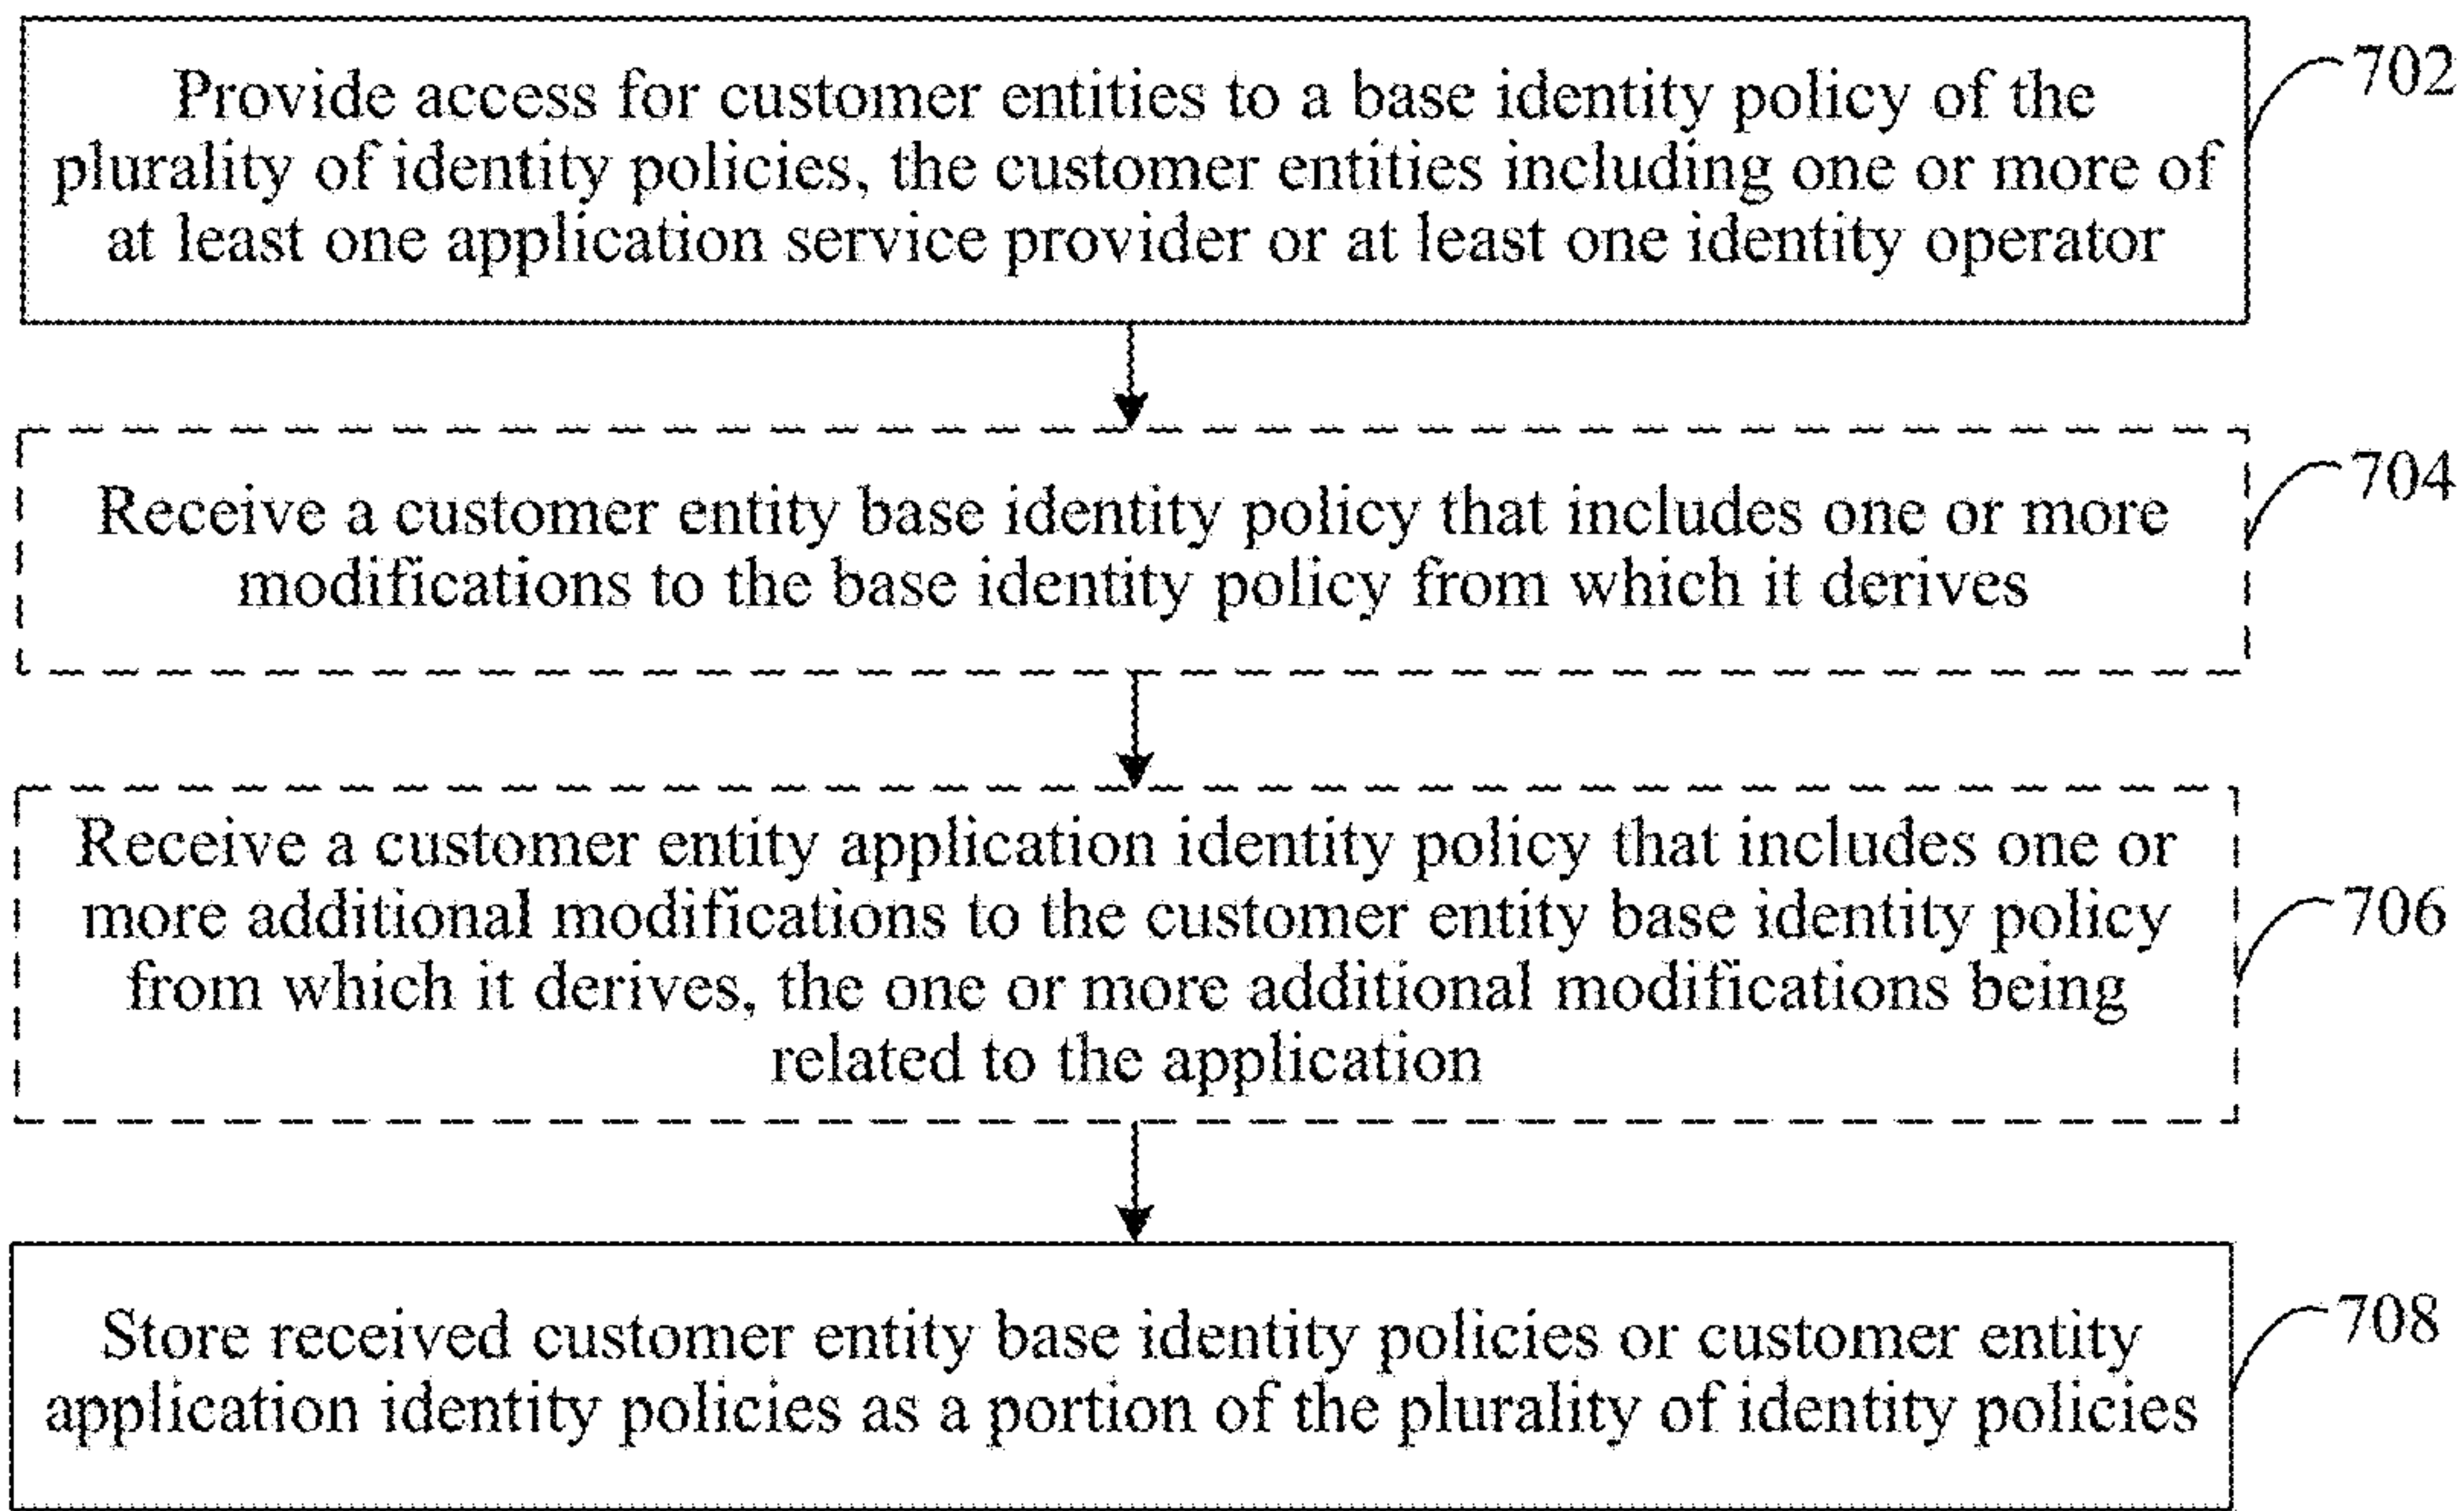 Provide access for customer entities to a base identity policy of the
plurality of identity policies, the customer entities including one or more of
at least one application service provider or at least one identity operator
702
Receive a customer entity base identity policy that includes one or more
modifications to the base identity policy from which it derives
704
Receive a customer entity application identity policy that includes one or
more additional modifications to the customer entity base identity policy
from which it derives, the one or more additional modifications being
related to the application
706
Store received customer entity base identity policies or customer entity
application identity policies as a portion of the plurality of identity policies
708